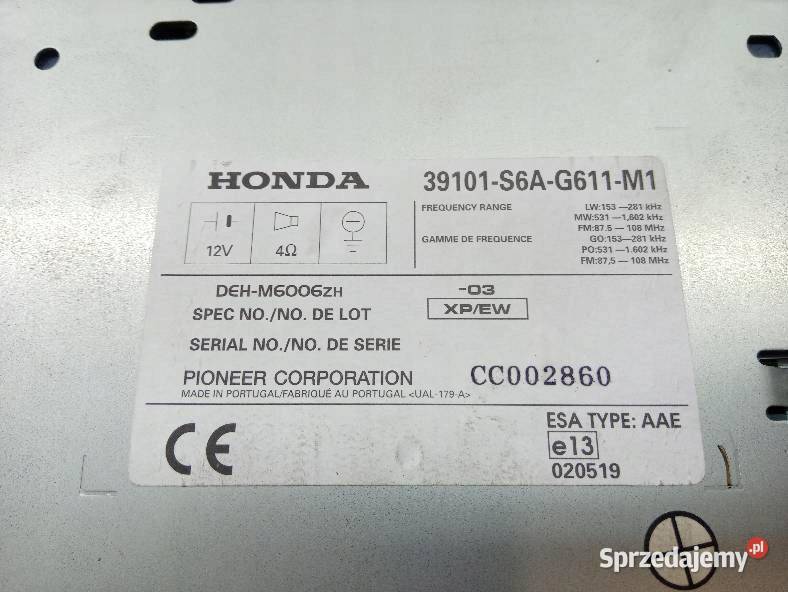 HONDA 39101-S6A-G611-M1
12V 4Ω
FREQUENCY RANGE LW:153 —281 kHz
MW:531 —1,602 kHz
FM:87.5 — 108 MHz
GAMME DE FREQUENCE GO:153—281 kHz
PO:531 —1.602 kHz
FM:87,5 — 108 MHz
DEH-M6006ZH -03
SPEC NO./NO. DE LOT XP/EW
SERIAL NO./NO. DE SERIE
PIONEER CORPORATION CC002860
MADE IN PORTUGAL/FABRIQUÉ AU PORTUGAL <UAL-179-A>
CE
ESA TYPE: AAE
e13
020519
Sprzedajemy.pl